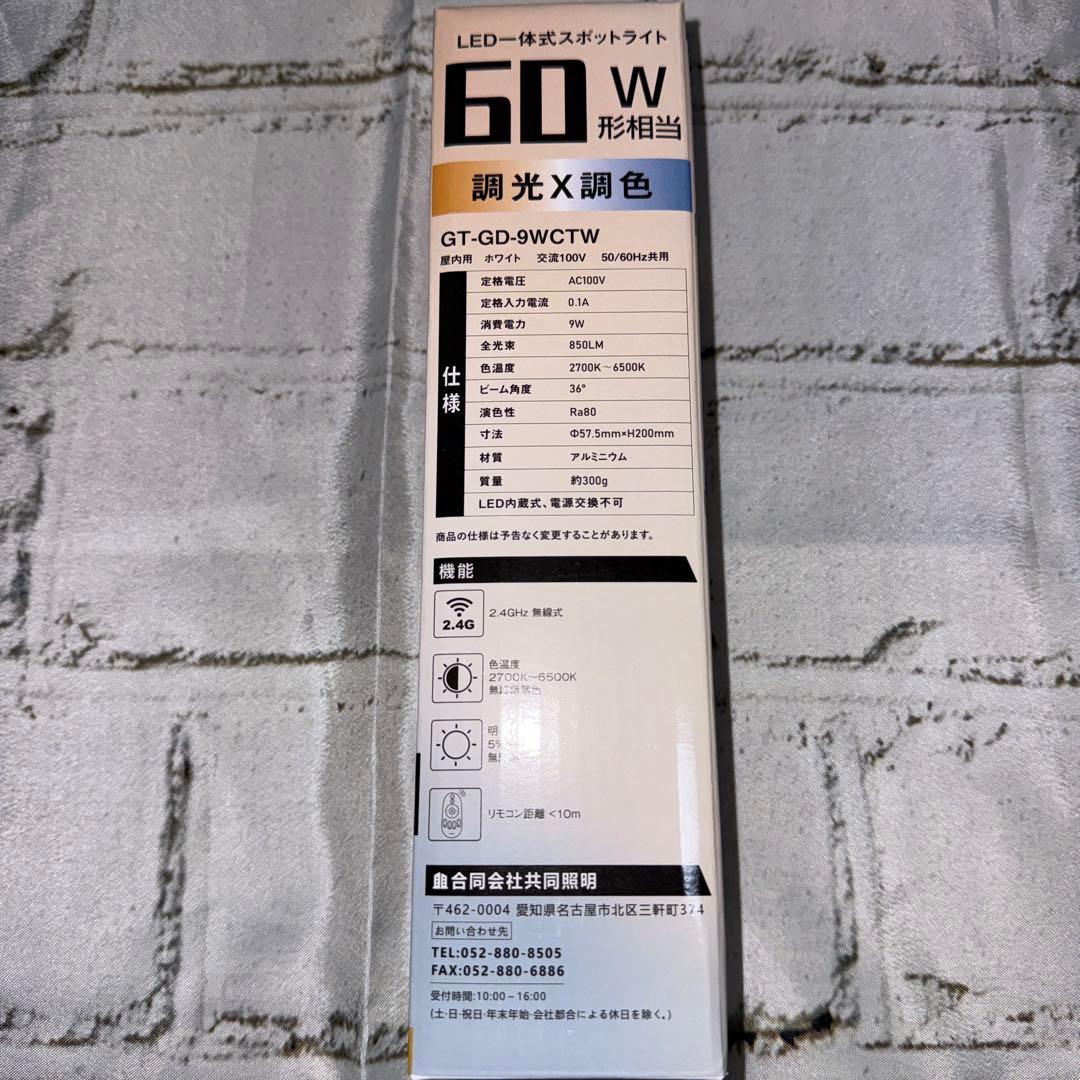 LED一体式スポットライト
60W
形相当
調光X調色
GT-GD-9WCTW
屋内用 ホワイト 交流100V 50/60Hz共用
仕様
定格電圧 AC100V
定格入力電流 0.1A
消費電力 9W
全光束 850LM
色温度 2700K～6500K
ビーム角度 36°
演色性 Ra80
寸法 Φ57.5mm×H200mm
材質 アルミニウム
質量 約300g
LED内蔵式、電源交換不可
商品の仕様は予告なく変更することがあります。
機能
2.4G
2.4GHz 無線式
色温度
2700K～6500K
明
5%
リモコン距離 <10m
合同会社共同照明
〒462-0004 愛知県名古屋市北区三軒町374
お問い合わせ先
TEL:052-880-8505
FAX:052-880-6886
受付時間:10:00～16:00
(土・日・祝日・年末年始・会社都合による休日を除く。)